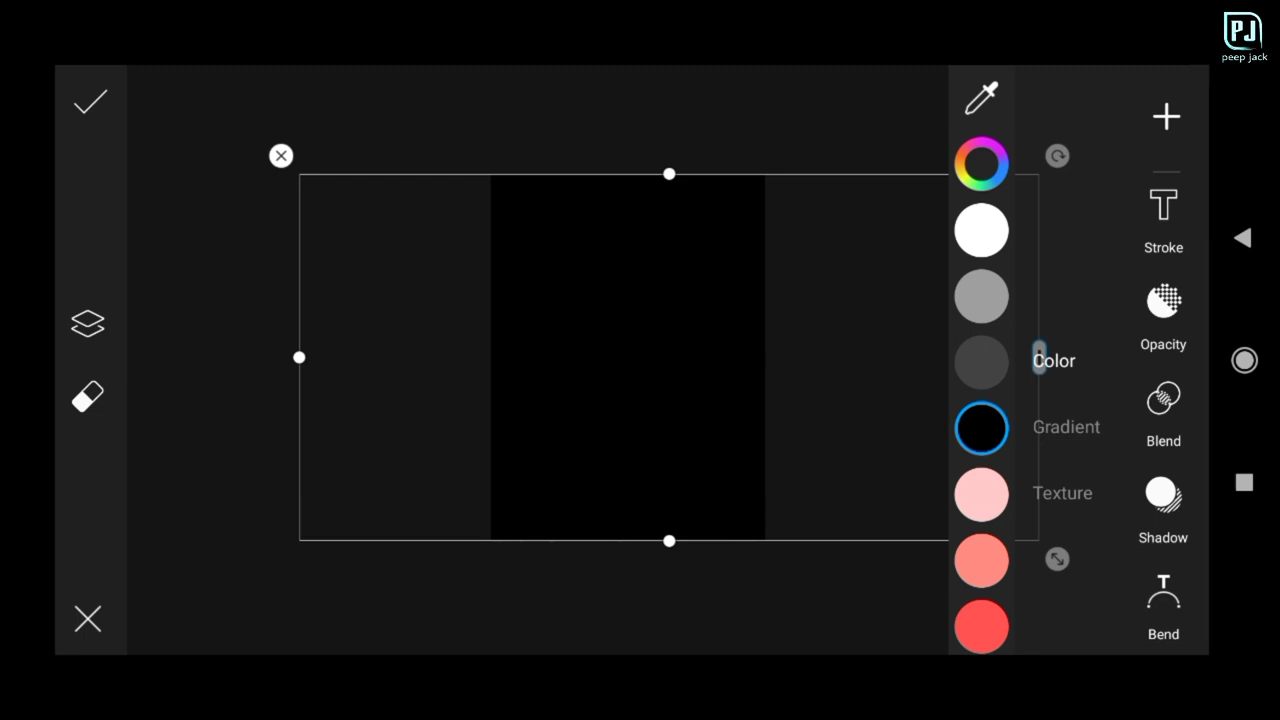 PJ
peep jack
Stroke
Opacity
Color
Gradient
Blend
Texture
Shadow
T
Bend